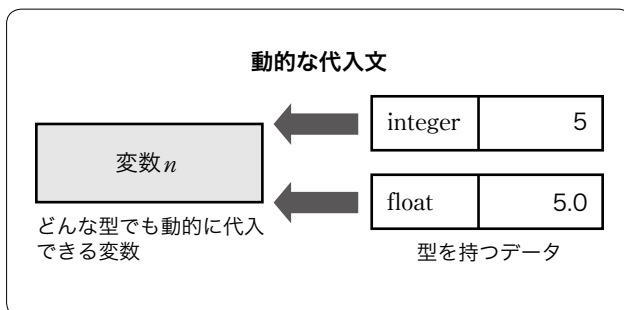 動的な代入文
integer 5
変数n
float 5.0
どんな型でも動的に代入
できる変数
型を持つデータ